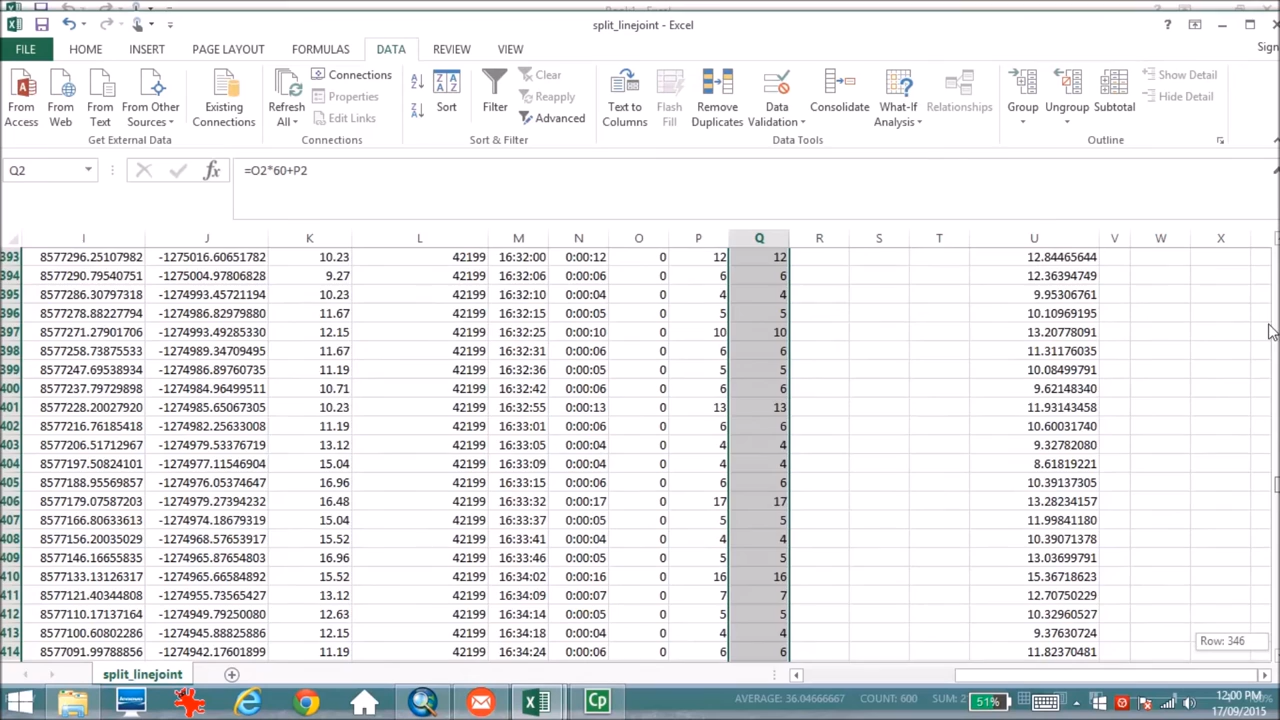 split_linejoint - Excel
Sign
FILE HOME INSERT PAGE LAYOUT FORMULAS DATA REVIEW VIEW
From Access From Web From Text From Other Sources Existing Connections Refresh All Connections Properties Edit Links Sort Filter Clear Reapply Advanced Text to Columns Flash Fill Remove Duplicates Data Validation Consolidate What-If Analysis Relationships Group Ungroup Subtotal Show Detail Hide Detail
Get External Data Connections Sort & Filter Data Tools Outline
Q2 fx =O2*60+P2
I J K L M N O P Q R S T U V W X
393 8577296.25107982 -1275016.60651782 10.23 42199 16:32:00 0:00:12 0 12 12 12.84465644
394 8577290.79540751 -1275004.97806828 9.27 42199 16:32:06 0:00:06 0 6 6 12.36394749
395 8577286.30797318 -1274993.45721194 10.23 42199 16:32:10 0:00:04 0 4 4 9.95306761
396 8577278.88227794 -1274986.82979980 11.67 42199 16:32:15 0:00:05 0 5 5 10.10969195
397 8577271.27901706 -1274993.49285330 12.15 42199 16:32:25 0:00:10 0 10 10 13.20778091
398 8577258.73875533 -1274989.34709495 11.67 42199 16:32:31 0:00:06 0 6 6 11.31176035
399 8577247.69538934 -1274986.89760715 11.19 42199 16:32:36 0:00:05 0 5 5 10.08499791
400 8577237.79729898 -1274984.96499511 10.71 42199 16:32:42 0:00:06 0 6 6 9.62148340
401 8577228.20027920 -1274985.65067305 10.23 42199 16:32:55 0:00:13 0 13 13 11.93143458
402 8577216.76185418 -1274982.25633008 11.19 42199 16:33:01 0:00:06 0 6 6 10.60031740
403 8577206.51712967 -1274979.53376719 13.12 42199 16:33:05 0:00:04 0 4 4 9.32782080
404 8577197.50824101 -1274977.11546904 15.04 42199 16:33:09 0:00:04 0 4 4 8.61819221
405 8577188.95569857 -1274976.05374647 16.96 42199 16:33:15 0:00:06 0 6 6 10.39137305
406 8577179.07587203 -1274979.27394232 16.48 42199 16:33:32 0:00:17 0 17 17 13.28234157
407 8577166.80633613 -1274974.18679319 15.04 42199 16:33:37 0:00:05 0 5 5 11.99841180
408 8577156.20035029 -1274968.57653917 15.52 42199 16:33:41 0:00:04 0 4 4 10.39071378
409 8577146.16655835 -1274965.87654803 16.96 42199 16:33:46 0:00:05 0 5 5 13.03699791
410 8577133.13126317 -1274965.66584892 15.52 42199 16:34:02 0:00:16 0 16 16 15.36718623
411 8577121.40344808 -1274955.73565427 13.12 42199 16:34:09 0:00:07 0 7 7 12.70750229
412 8577110.17137164 -1274949.79250080 12.63 42199 16:34:14 0:00:05 0 5 5 10.32960527
413 8577100.60802286 -1274945.88825886 12.15 42199 16:34:18 0:00:04 0 4 4 9.37630724
414 8577091.99788856 -1274942.17601899 11.19 42199 16:34:24 0:00:06 0 6 6 11.82370481
Row: 346
split_linejoint
AVERAGE: 36.04666667 COUNT: 600 SUM: 2
51%
12:00 PM
17/09/2015
Cp